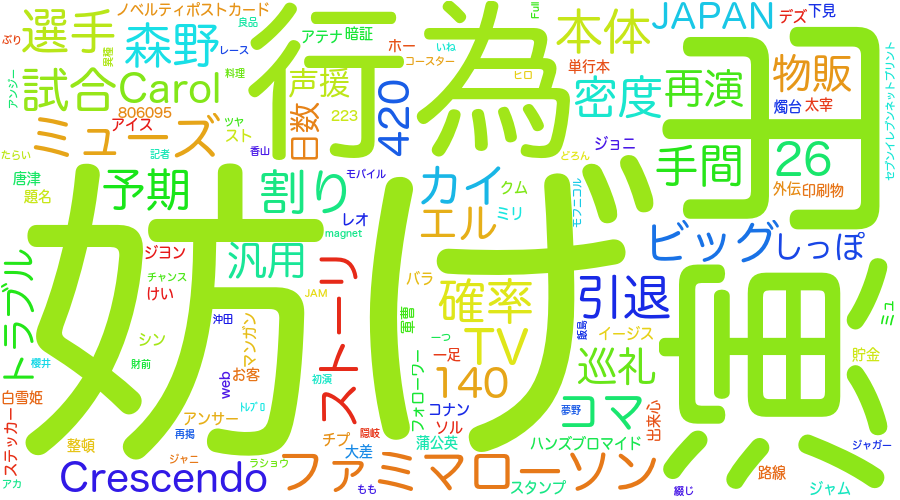 ノベルティポストカード
良品
Full
JAPAN
デズ
下見
ぷり
選手
森野
レース
行為
アテナ
暗証
ホー
いね
コースター
本体
単行本
物販
アンジー
試合
Carol
異種
料理
声援
ヒロ
密度
再演
燭台
太宰
セブンイレブンネットプリント
806095
アイス
ツヤ
スト
223
420
ミューズ
日数
香山
ジョニ
手間
26
たらい
記者
どろん
唐津
題名
予期
割り
モバイル
カイ
クム
モフニコル
外伝
印刷物
レオ
エル
ミリ
ビッグ
しっぽ
magnet
ジヨン
汎用
妨げ
トラブル
チャンス
けい
ストーリ
バラ
確率
引退
JAM
ミュ
シン
沖田
マンガン
軍曹
TV
一つ
飯島
イージス
櫻井
財前
お客
web
初演
フォロワー
一足
140
巡礼
貯金
白雪姫
ﾄﾚﾌﾞﾛ
アンサー
コナン
ソル
夢野
コマ
出来心
ステッカー
整頓
再掲
チプ
隠岐
蒲公英
ハンズブロマイド
ジャガー
アカ
ジャニ
ラショウ
大差
Crescendo
もも
ファミマローソン
スタンプ
綴じ
路線
ジャム